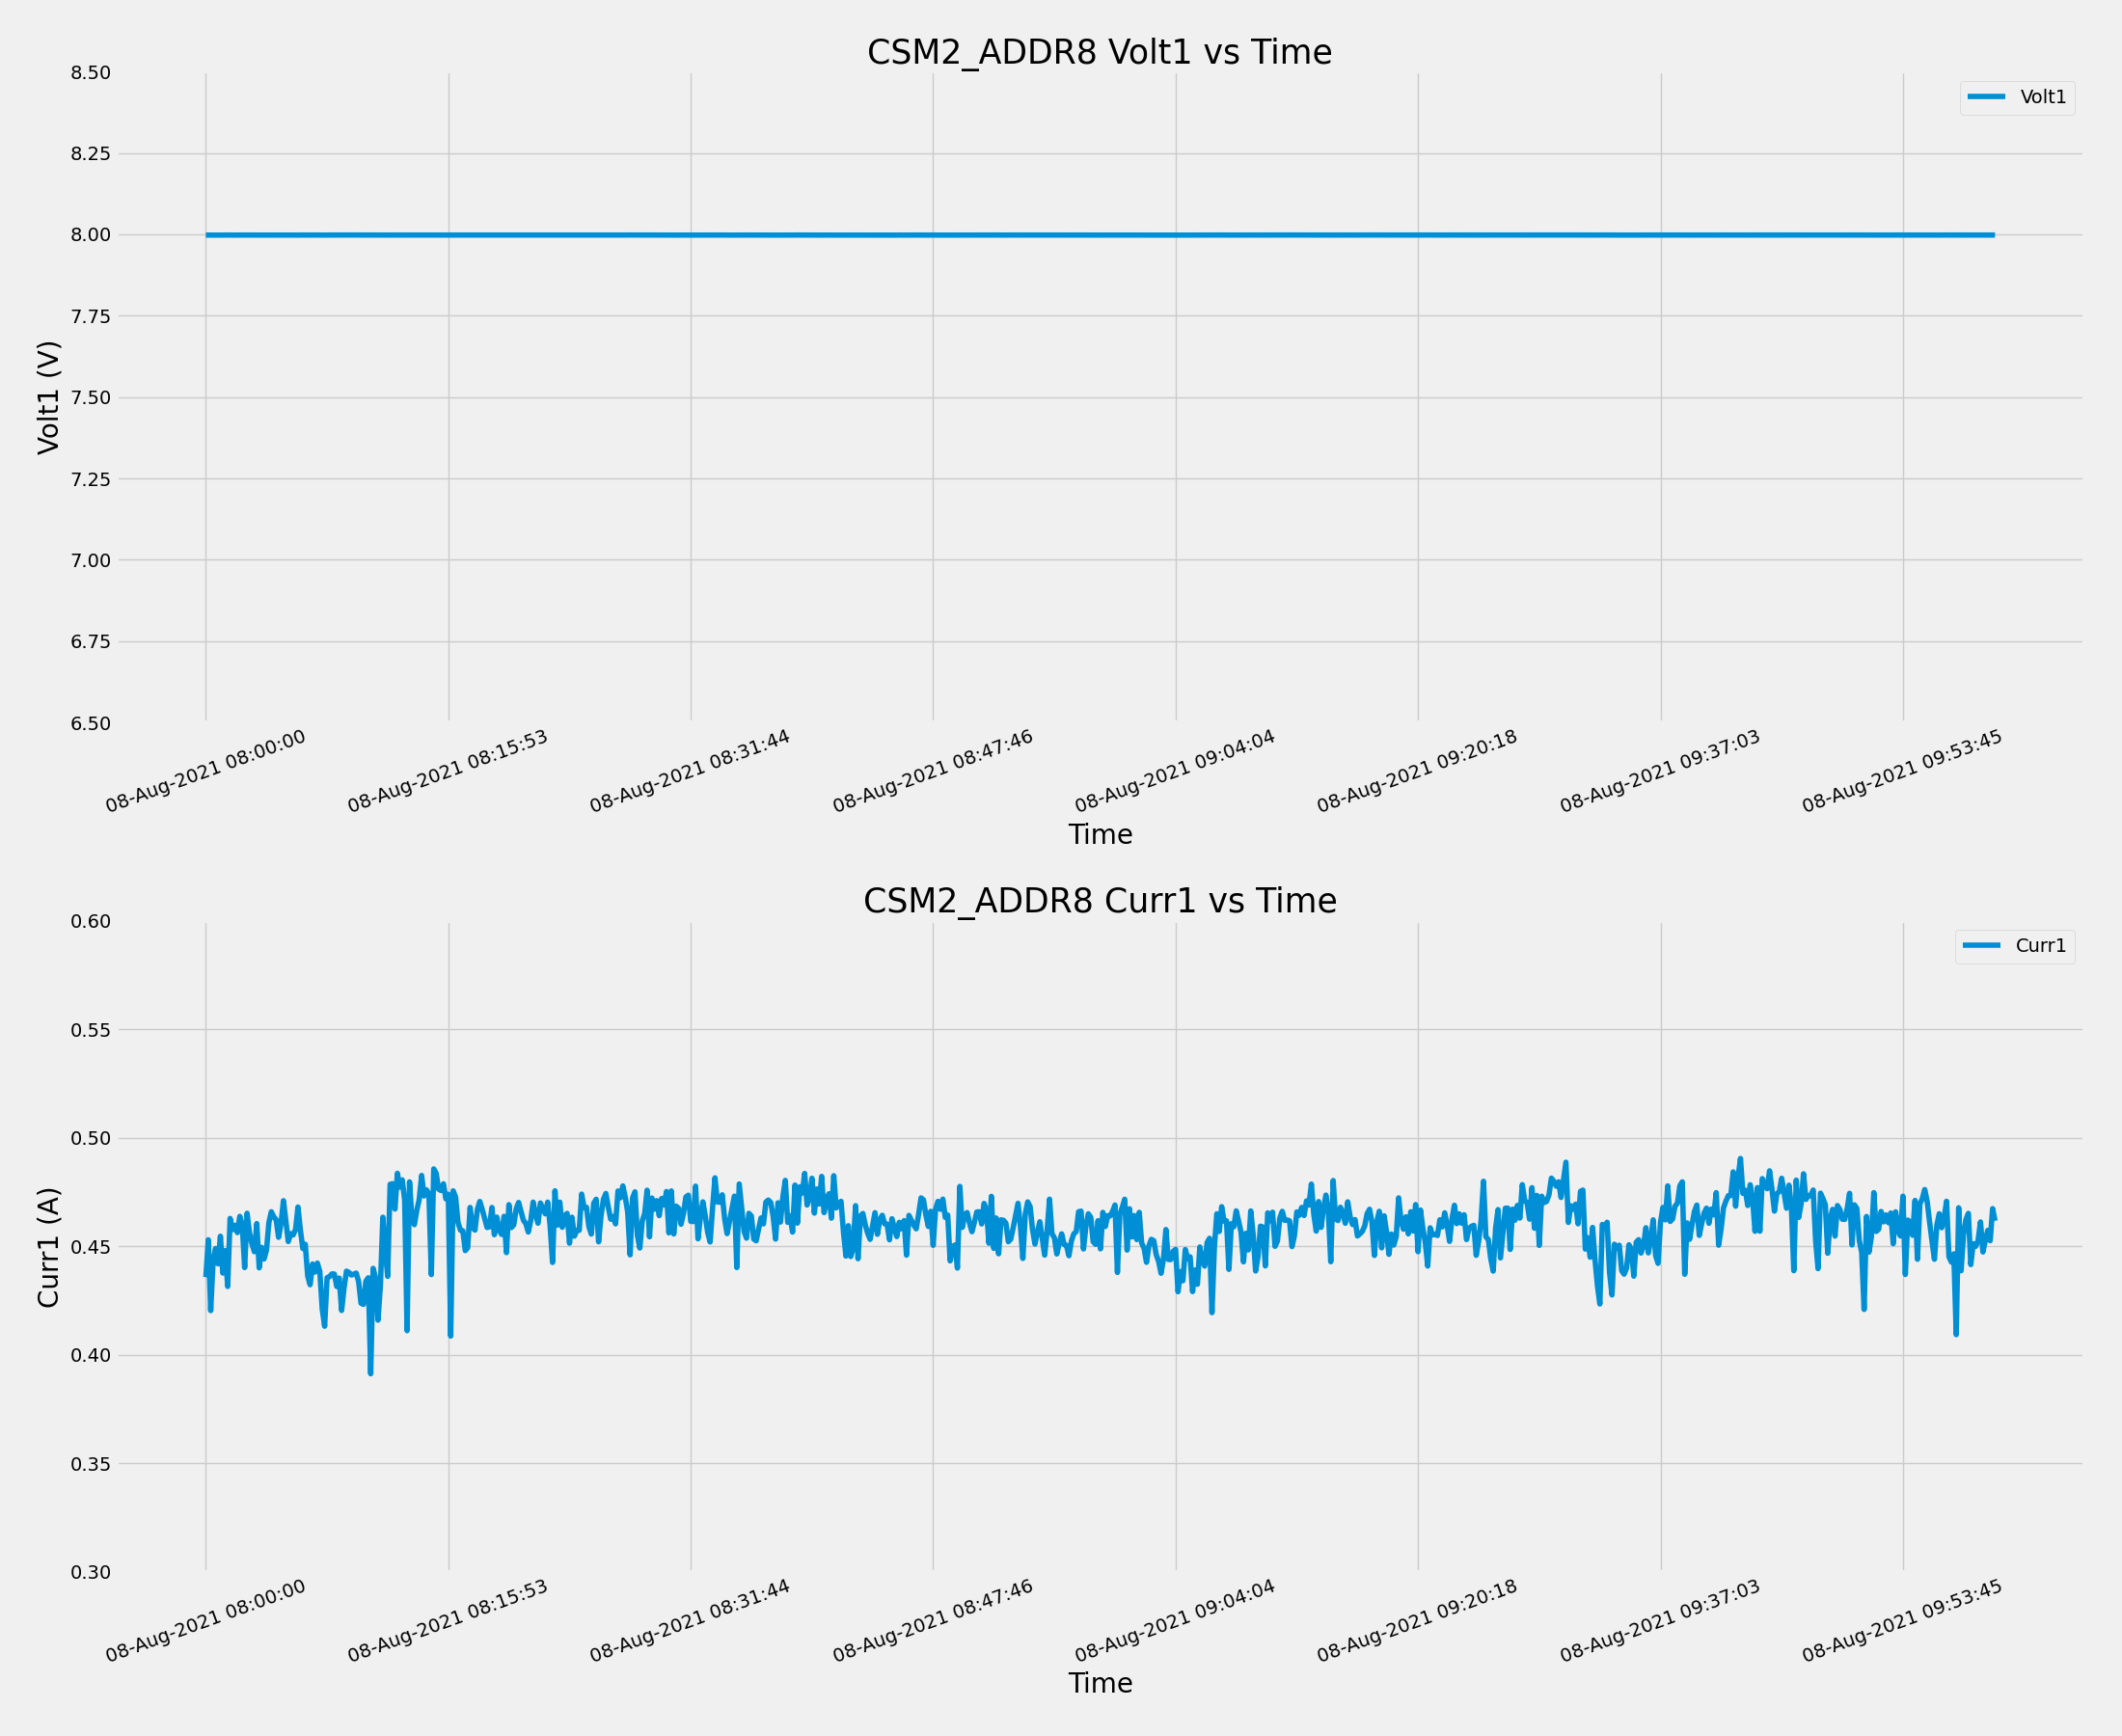 CSM2_ADDR8 Volt1 vs Time
8.50
8.25
8.00
7.75
7.50
7.25
7.00
6.75
6.50
Volt1 (V)
Volt1
08-Aug-2021 08:00:00
08-Aug-2021 08:15:53
08-Aug-2021 08:31:44
08-Aug-2021 08:47:46
08-Aug-2021 09:04:04
08-Aug-2021 09:20:18
08-Aug-2021 09:37:03
08-Aug-2021 09:53:45
Time
CSM2_ADDR8 Curr1 vs Time
0.60
0.55
0.50
0.45
0.40
0.35
0.30
Curr1 (A)
Curr1
08-Aug-2021 08:00:00
08-Aug-2021 08:15:53
08-Aug-2021 08:31:44
08-Aug-2021 08:47:46
08-Aug-2021 09:04:04
08-Aug-2021 09:20:18
08-Aug-2021 09:37:03
08-Aug-2021 09:53:45
Time